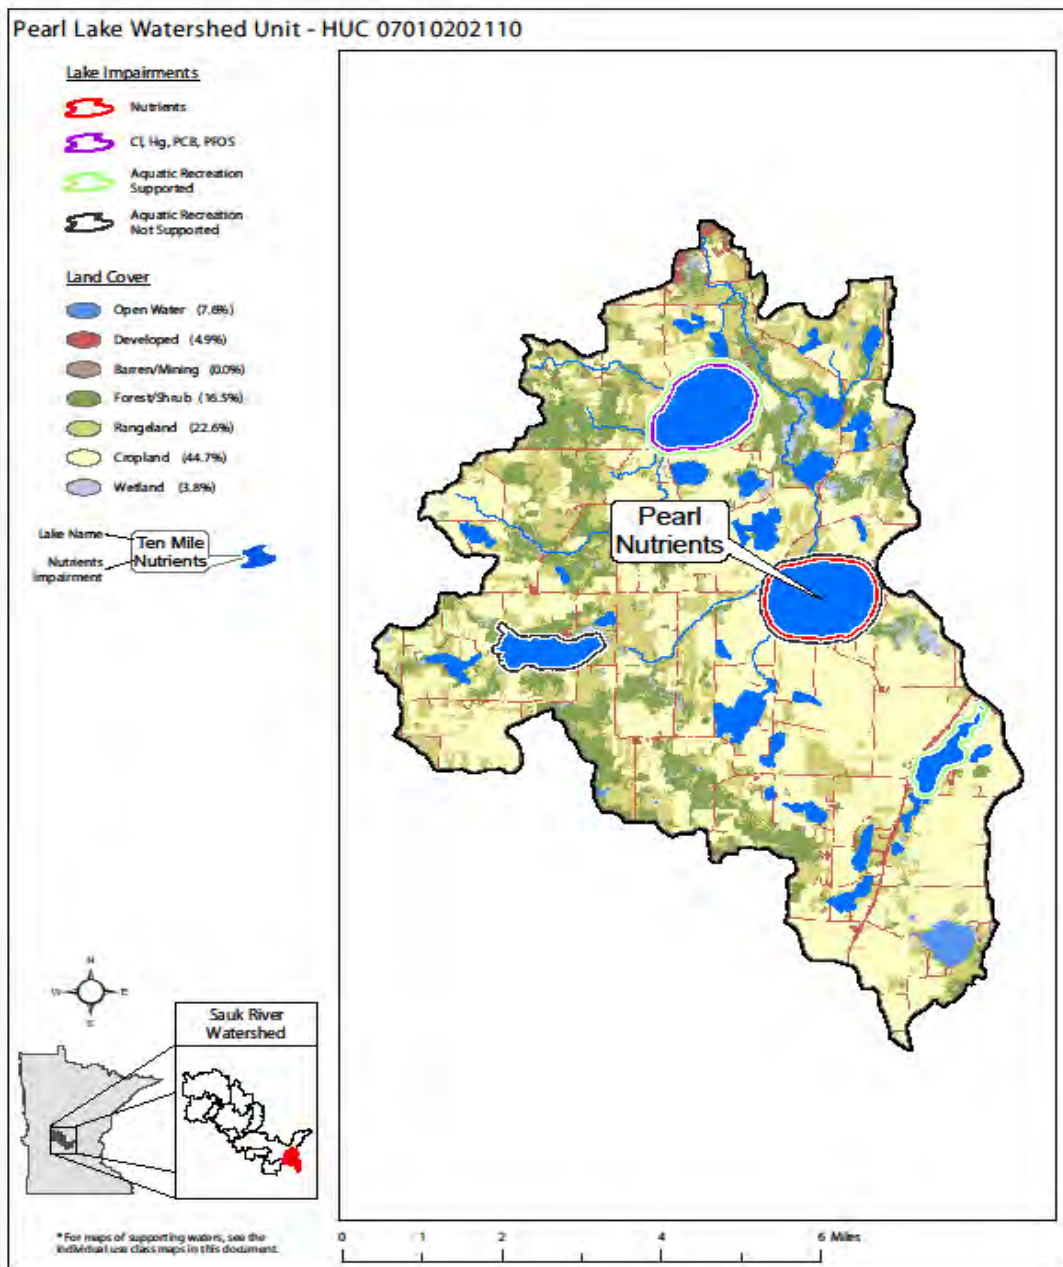 Pearl Lake Watershed Unit - HUC 07010202110
Lake Impairments
Nutrients
Cl, Hg, PCB, PFOS
Aquatic Recreation
Supported
Aquatic Recreation
Not Supported
Land Cover
Open Water (7.6%)
Developed (4.9%)
Barren/Mining (0.0%)
Forest/Shrub (16.5%)
Rangeland (22.6%)
Cropland (44.7%)
Wetland (3.8%)
Lake Name
Ten Mile
Nutrients
Nutrients
Impairment
Pearl
Nutrients
N
W
E
S
Sauk River
Watershed
*For maps of supporting waters, see the
individual use class maps in this document.
0 1 2 4 6 Miles